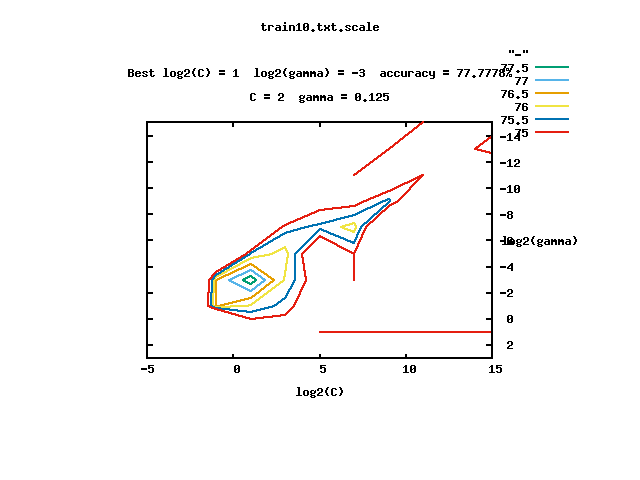 train10.txt.scale
"-"
Best log2(C) = 1 log2(gamma) = -3 accuracy = 77.7778%
77.5
77
76.5
C = 2 gamma = 0.125
76
75.5
75
-14
-12
-10
-8
-6
log2(gamma)
-4
-2
0
2
-5 0 5 10 15
log2(C)